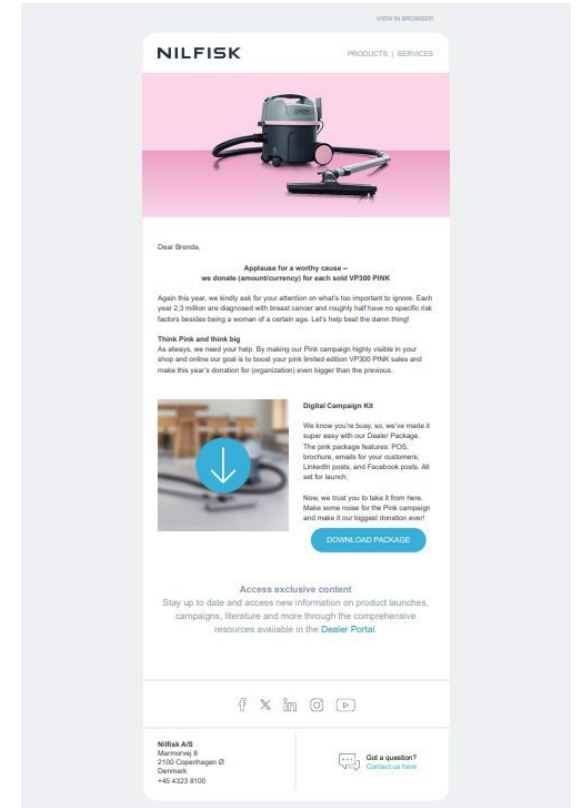 VIEW IN BROWSER
NILFISK
PRODUCTS | SERVICES
Dear Brenda,
Applause for a worthy cause –
we donate (amount/currency) for each sold VP300 PINK
Again this year, we kindly ask for your attention on what's too important to ignore. Each
year 2,3 million are diagnosed with breast cancer and roughly half have no specific risk
factors besides being a woman of a certain age. Let's help beat the damn thing!
Think Pink and think big
As always, we need your help. By making our Pink campaign highly visible in your
shop and online our goal is to boost your pink limited edition VP300 PINK sales and
make this year's donation for (organization) even bigger than the previous.
Digital Campaign Kit
We know you're busy, so, we've made it
super easy with our Dealer Package.
The pink package features: POS,
brochure, emails for your customers,
LinkedIn posts, and Facebook posts. All
set for launch.
Now, we trust you to take it from here.
Make some noise for the Pink campaign
and make it our biggest donation ever!
DOWNLOAD PACKAGE
Access exclusive content
Stay up to date and access new information on product launches,
campaigns, literature and more through the comprehensive
resources available in the Dealer Portal.
Nilfisk A/S
Marmorvej 8
2100 Copenhagen Ø
Denmark
+45 4323 8100
Got a question?
Contact us here